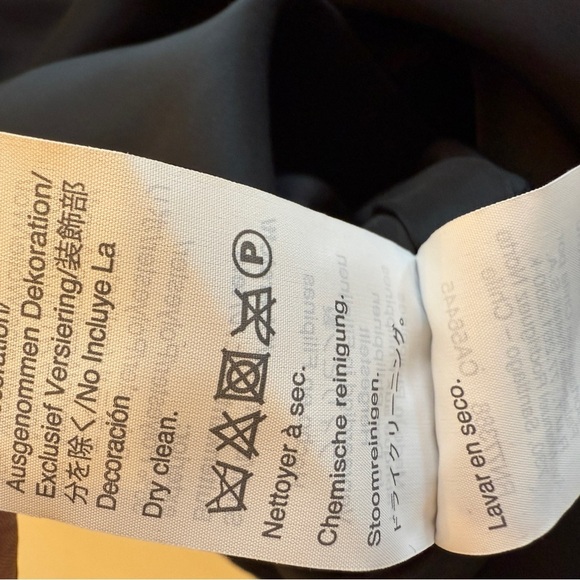 Ausgenommen Dekoration/
Exclusief Versiering/装飾部
分を除く/No Incluye La
Decoración
Dry clean.
P
Nettoyer à sec.
Chemische reinigung.
Stoomreinigen.
ドライクリーニング。
Lavar en seco.